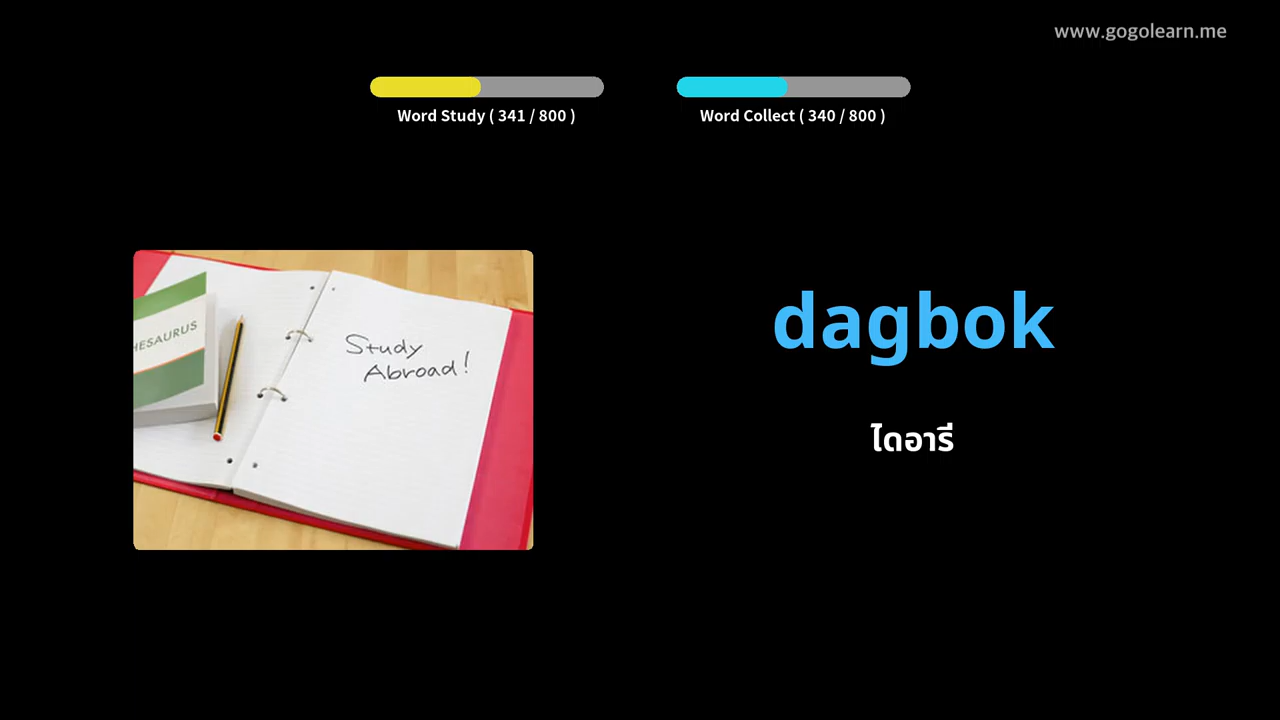 www.gogolearn.me
Word Study ( 341 / 800 )
Word Collect ( 340 / 800 )
HESAURUS
Study
Abroad!
dagbok
ไดอารี